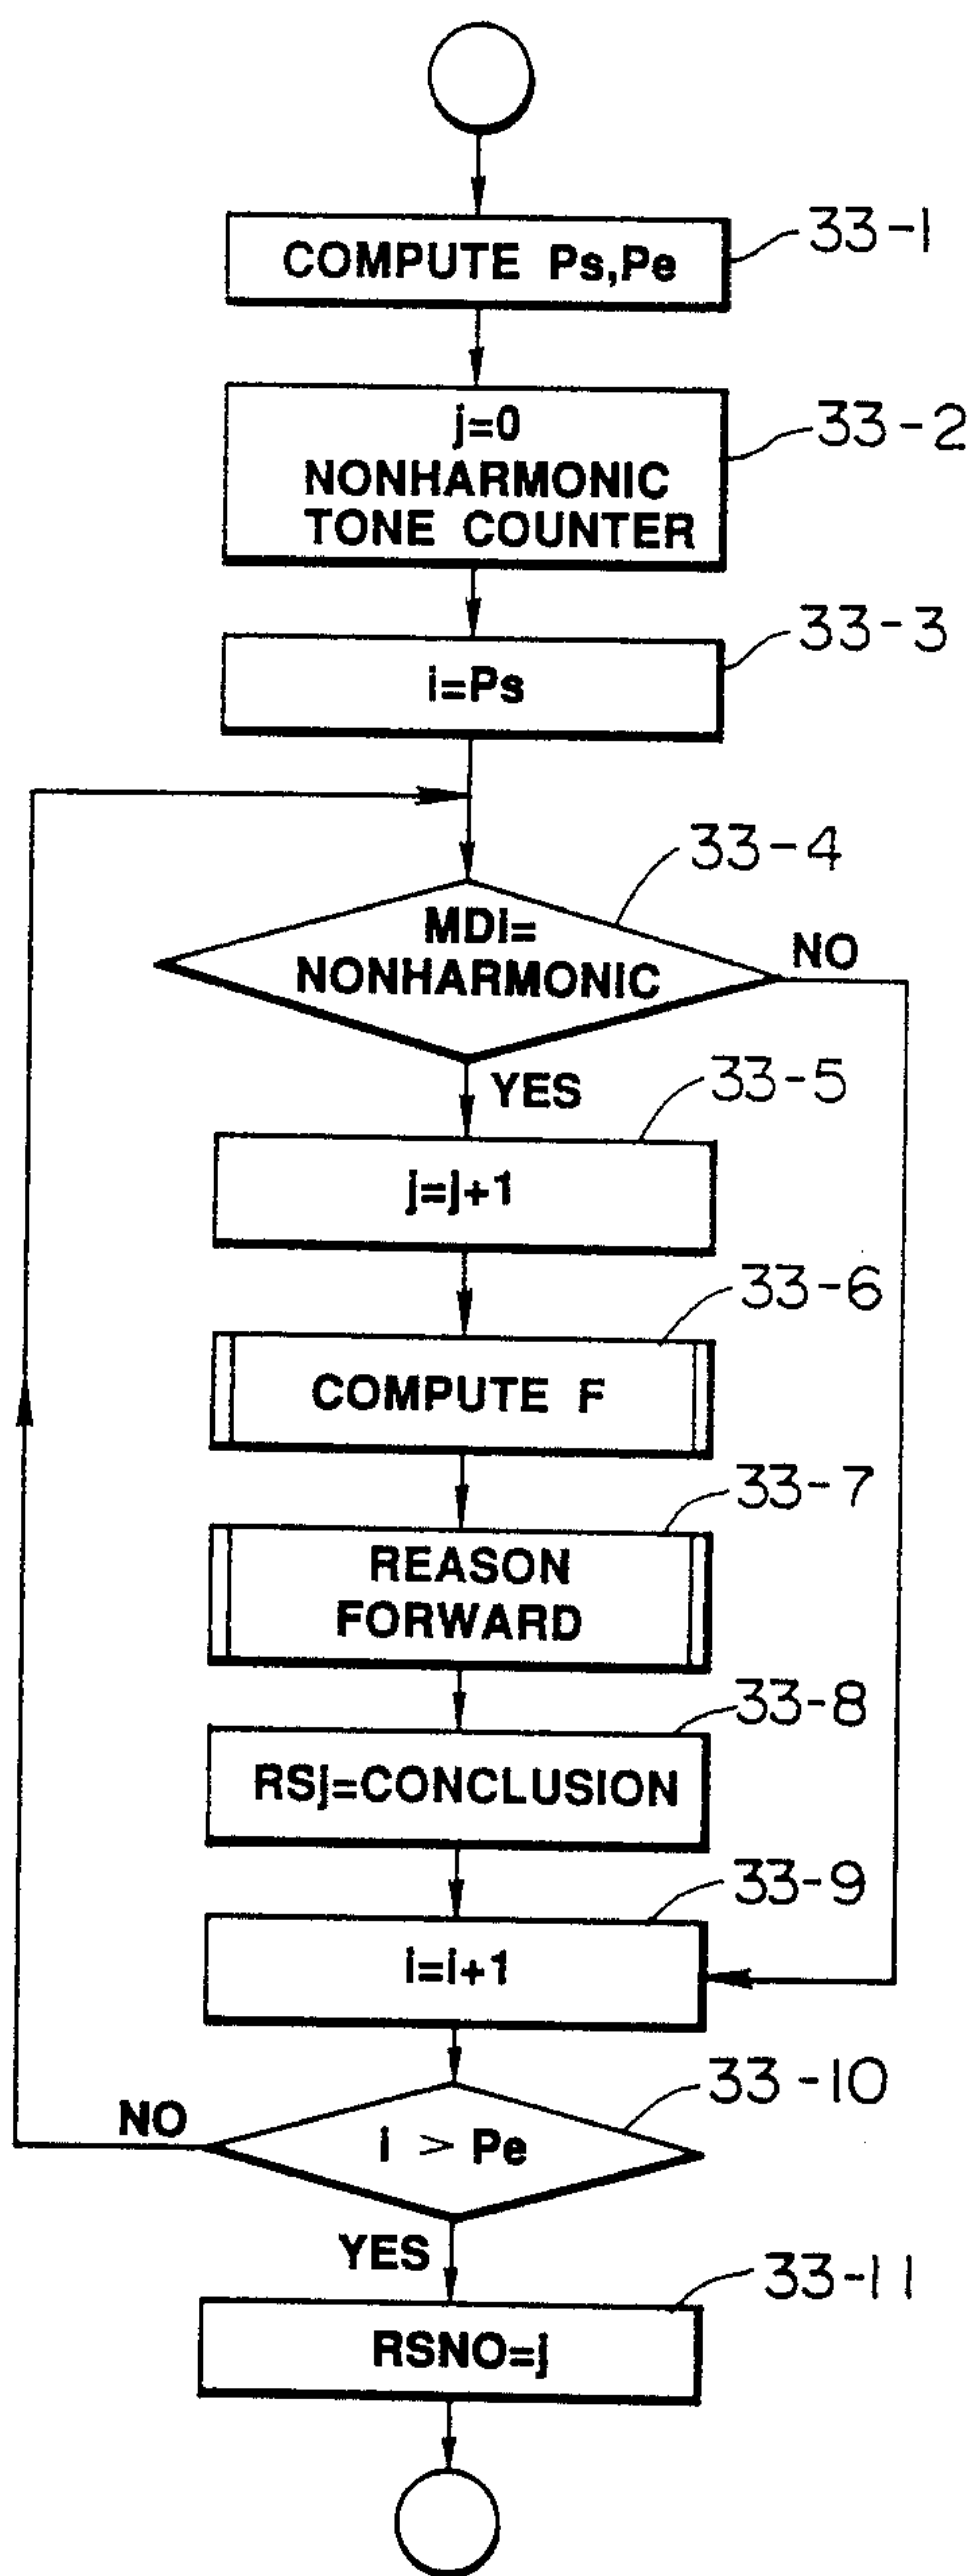 COMPUTE Ps,Pe
33-1
j=0
NONHARMONIC
TONE COUNTER
33-2
i=Ps
33-3
33-4
MDi=
NONHARMONIC
NO
YES
33-5
j=j+1
33-6
COMPUTE F
33-7
REASON
FORWARD
33-8
RSj=CONCLUSION
33-9
i=i+1
33-10
NO
i > Pe
YES
33-11
RSNO=j